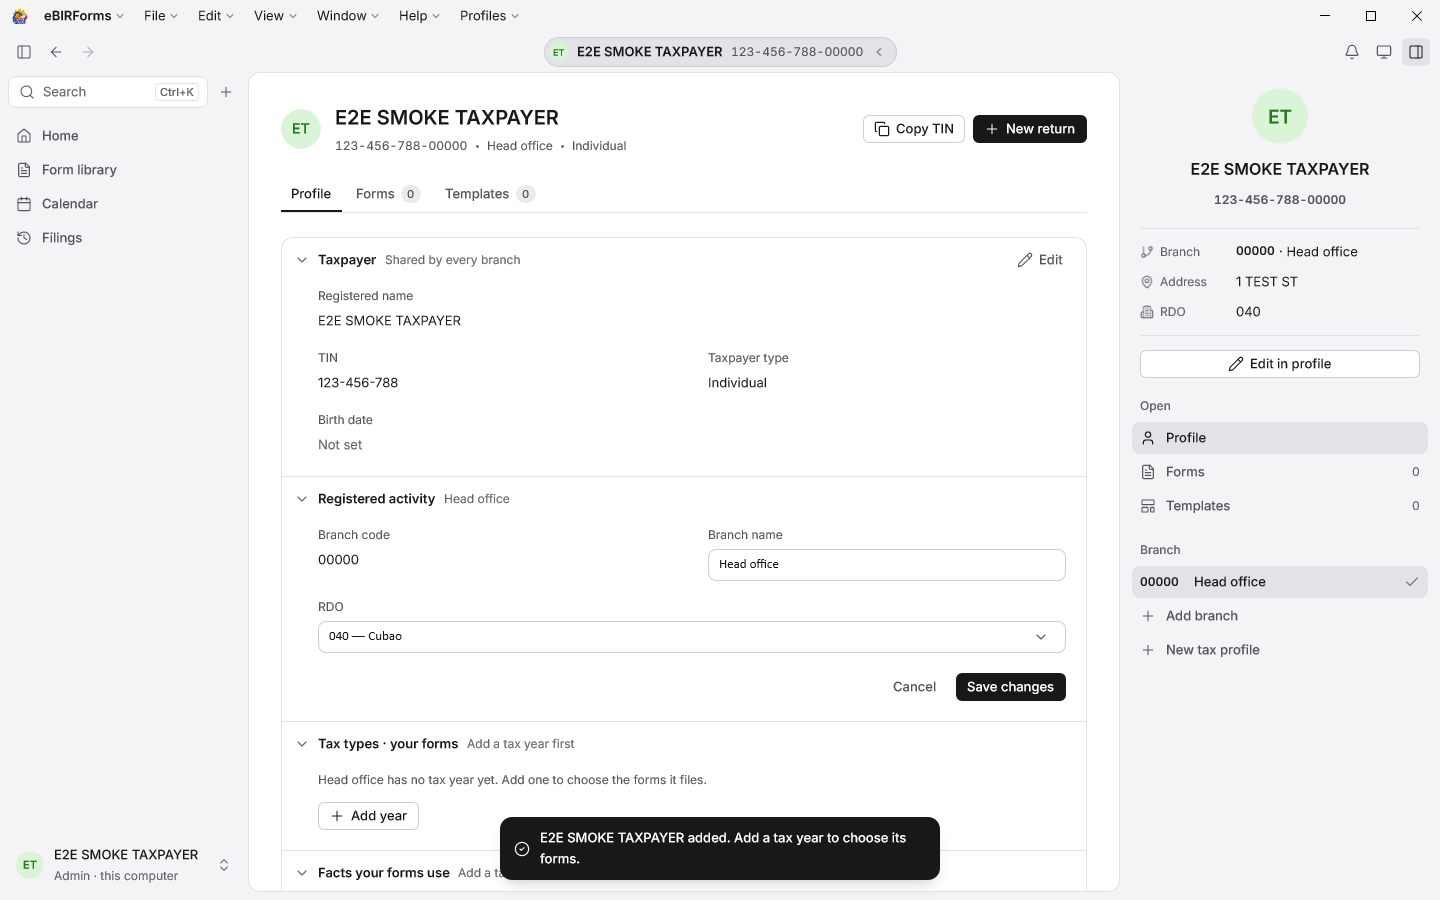 eBIRForms File Edit View Window Help Profiles
ET E2E SMOKE TAXPAYER 123-456-788-00000
Search Ctrl+K
Home
Form library
Calendar
Filings
ET E2E SMOKE TAXPAYER
Admin · this computer
ET
E2E SMOKE TAXPAYER
123-456-788-00000 • Head office • Individual
Copy TIN
New return
Profile Forms 0 Templates 0
Taxpayer Shared by every branch Edit
Registered name
E2E SMOKE TAXPAYER
TIN Taxpayer type
123-456-788 Individual
Birth date
Not set
Registered activity Head office
Branch code Branch name
00000 Head office
RDO
040 — Cubao
Cancel Save changes
Tax types · your forms Add a tax year first
Head office has no tax year yet. Add one to choose the forms it files.
Add year
Facts your forms use Add a
E2E SMOKE TAXPAYER added. Add a tax year to choose its
forms.
ET
E2E SMOKE TAXPAYER
123-456-788-00000
Branch 00000 · Head office
Address 1 TEST ST
RDO 040
Edit in profile
Open
Profile
Forms 0
Templates 0
Branch
00000 Head office
Add branch
New tax profile